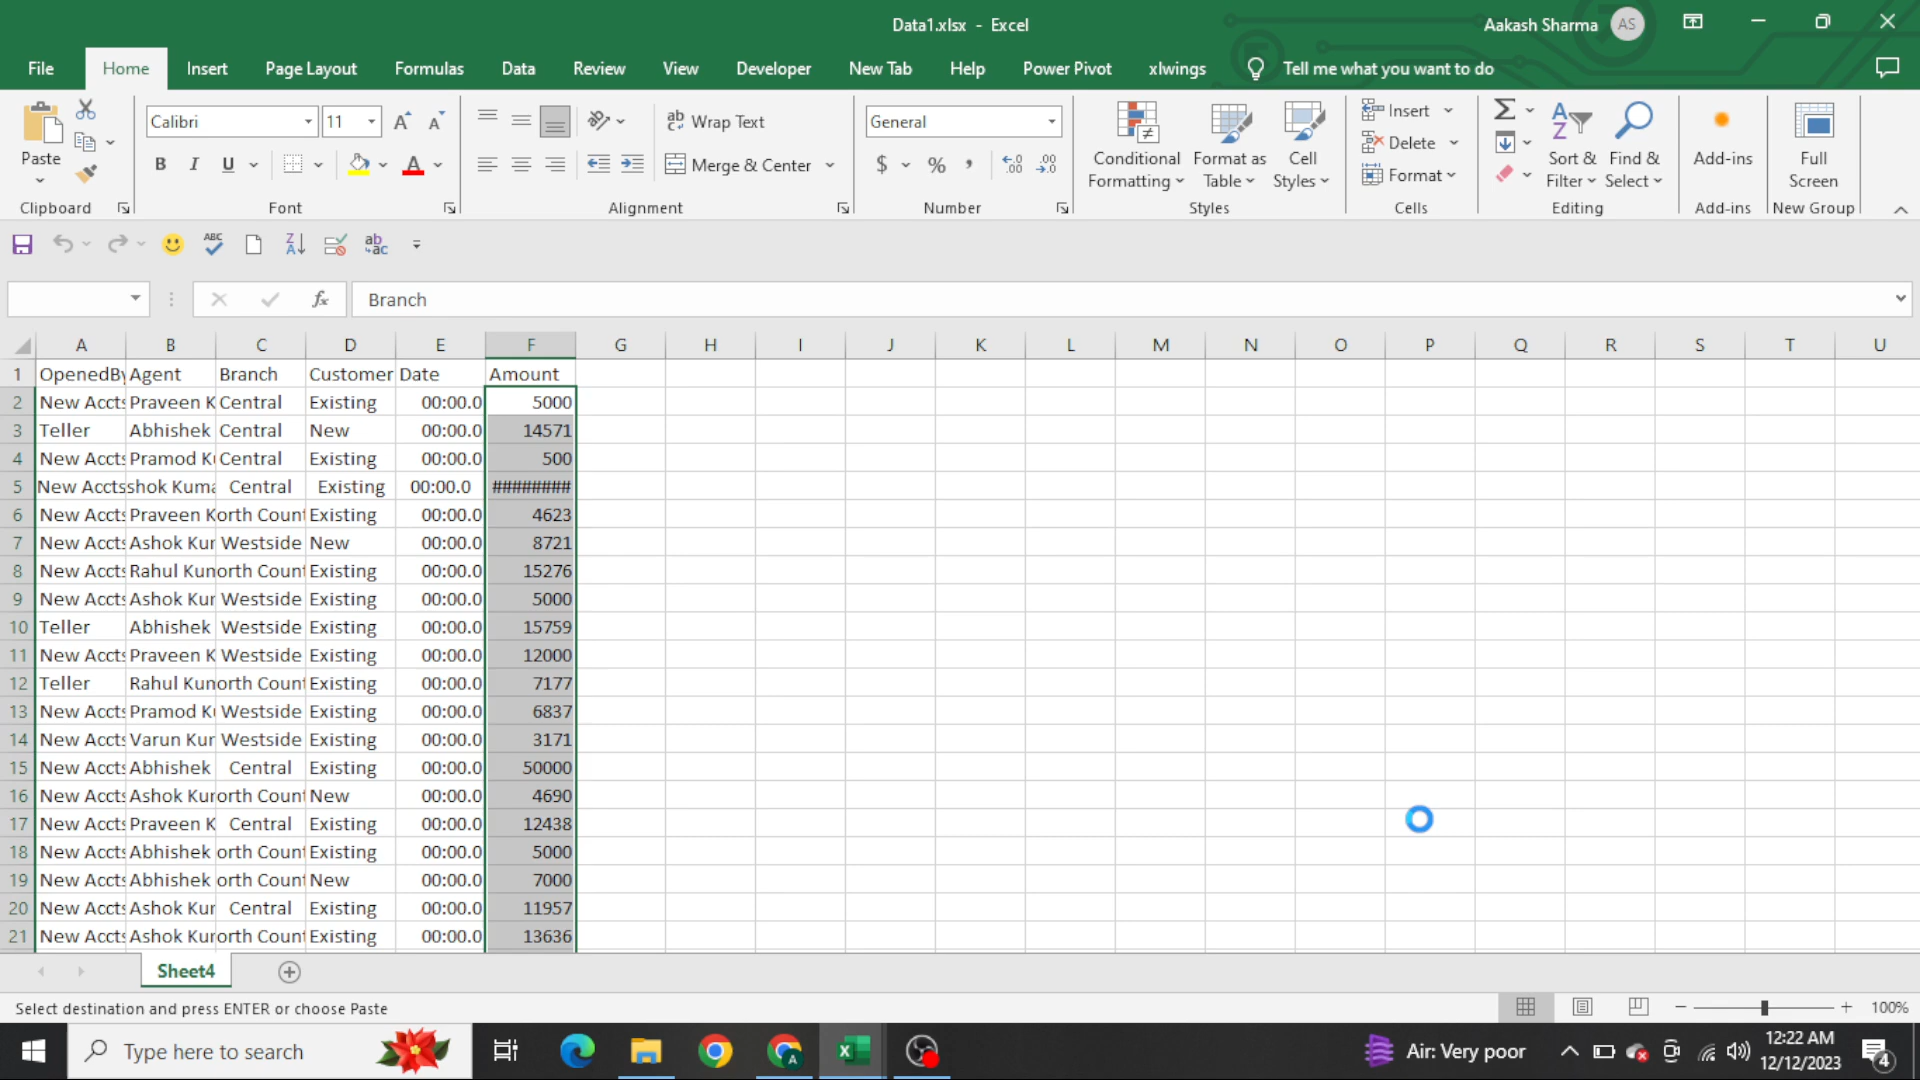 Data1.xlsx - Excel
Aakash Sharma AS
File Home Insert Page Layout Formulas Data Review View Developer New Tab Help Power Pivot xlwings Tell me what you want to do
Calibri 11 Wrap Text General Insert
Paste B I U A Merge & Center $ % , Conditional Formatting Format as Table Cell Styles Delete Sort & Filter Find & Select Add-ins Full Screen
Format
Clipboard Font Alignment Number Styles Cells Editing Add-ins New Group
Branch
A B C D E F G H I J K L M N O P Q R S T U
1 OpenedBy Agent Branch Customer Date Amount
2 New Accts Praveen K Central Existing 00:00.0 5000
3 Teller Abhishek Central New 00:00.0 14571
4 New Accts Pramod Ku Central Existing 00:00.0 500
5 New Accts shok Kuma Central Existing 00:00.0 ########
6 New Accts Praveen K orth Count Existing 00:00.0 4623
7 New Accts Ashok Kur Westside New 00:00.0 8721
8 New Accts Rahul Kum orth Count Existing 00:00.0 15276
9 New Accts Ashok Kur Westside Existing 00:00.0 5000
10 Teller Abhishek Westside Existing 00:00.0 15759
11 New Accts Praveen K Westside Existing 00:00.0 12000
12 Teller Rahul Kum orth Count Existing 00:00.0 7177
13 New Accts Pramod Ku Westside Existing 00:00.0 6837
14 New Accts Varun Kur Westside Existing 00:00.0 3171
15 New Accts Abhishek Central Existing 00:00.0 50000
16 New Accts Ashok Kur orth Count New 00:00.0 4690
17 New Accts Praveen K Central Existing 00:00.0 12438
18 New Accts Abhishek orth Count Existing 00:00.0 5000
19 New Accts Abhishek orth Count New 00:00.0 7000
20 New Accts Ashok Kur Central Existing 00:00.0 11957
21 New Accts Ashok Kur orth Count Existing 00:00.0 13636
Sheet4
Select destination and press ENTER or choose Paste 100%
Type here to search Air: Very poor 12:22 AM
12/12/2023 4